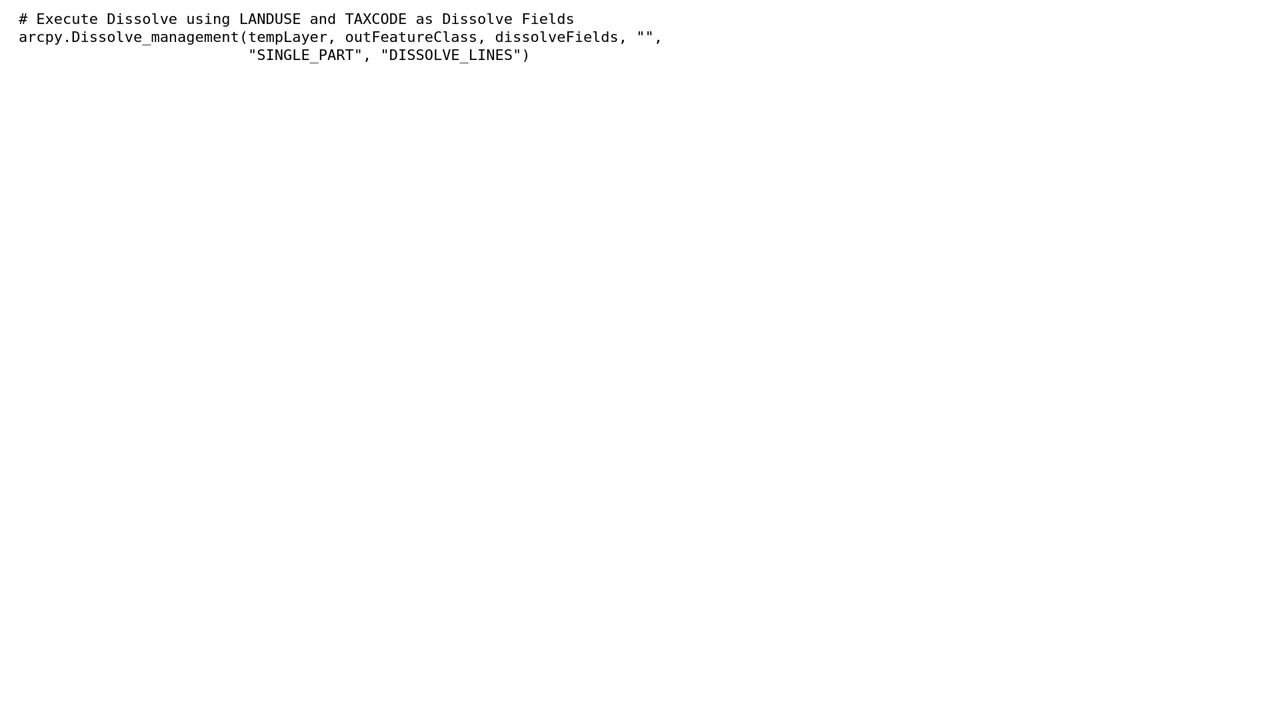 # Execute Dissolve using LANDUSE and TAXCODE as Dissolve Fields
arcpy.Dissolve_management(tempLayer, outFeatureClass, dissolveFields, "",
                          "SINGLE_PART", "DISSOLVE_LINES")